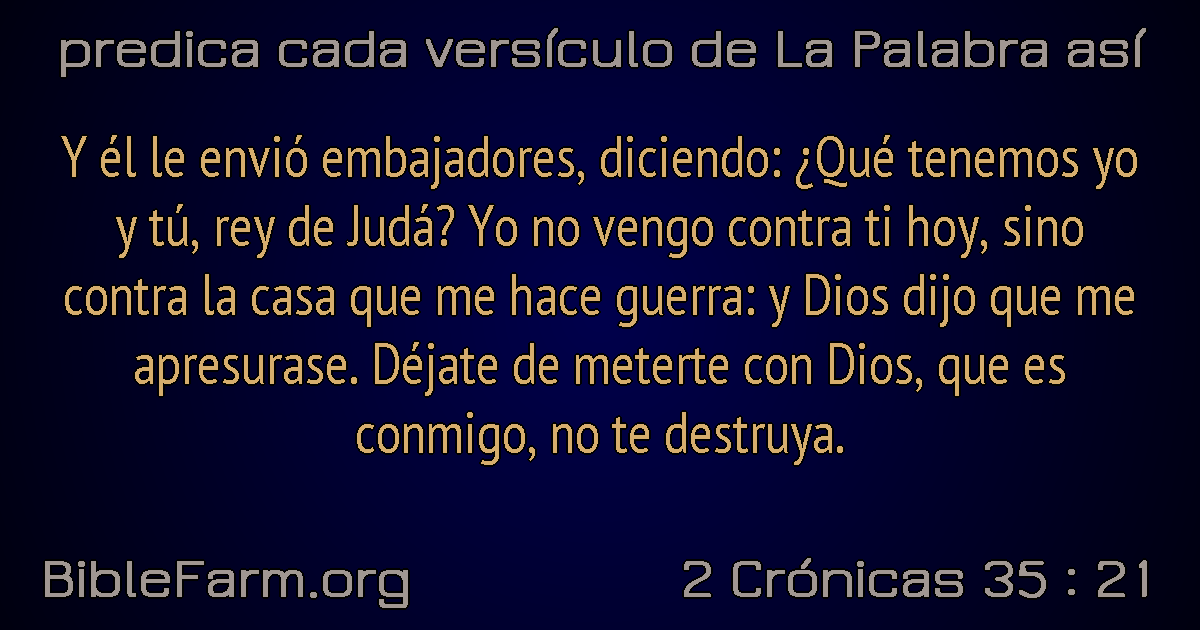 predica cada versículo de La Palabra así
Y él le envió embajadores, diciendo: ¿Qué tenemos yo
y tú, rey de Judá? Yo no vengo contra ti hoy, sino
contra la casa que me hace guerra: y Dios dijo que me
apresurase. Déjate de meterte con Dios, que es
conmigo, no te destruya.
BibleFarm.org
2 Crónicas 35 : 21